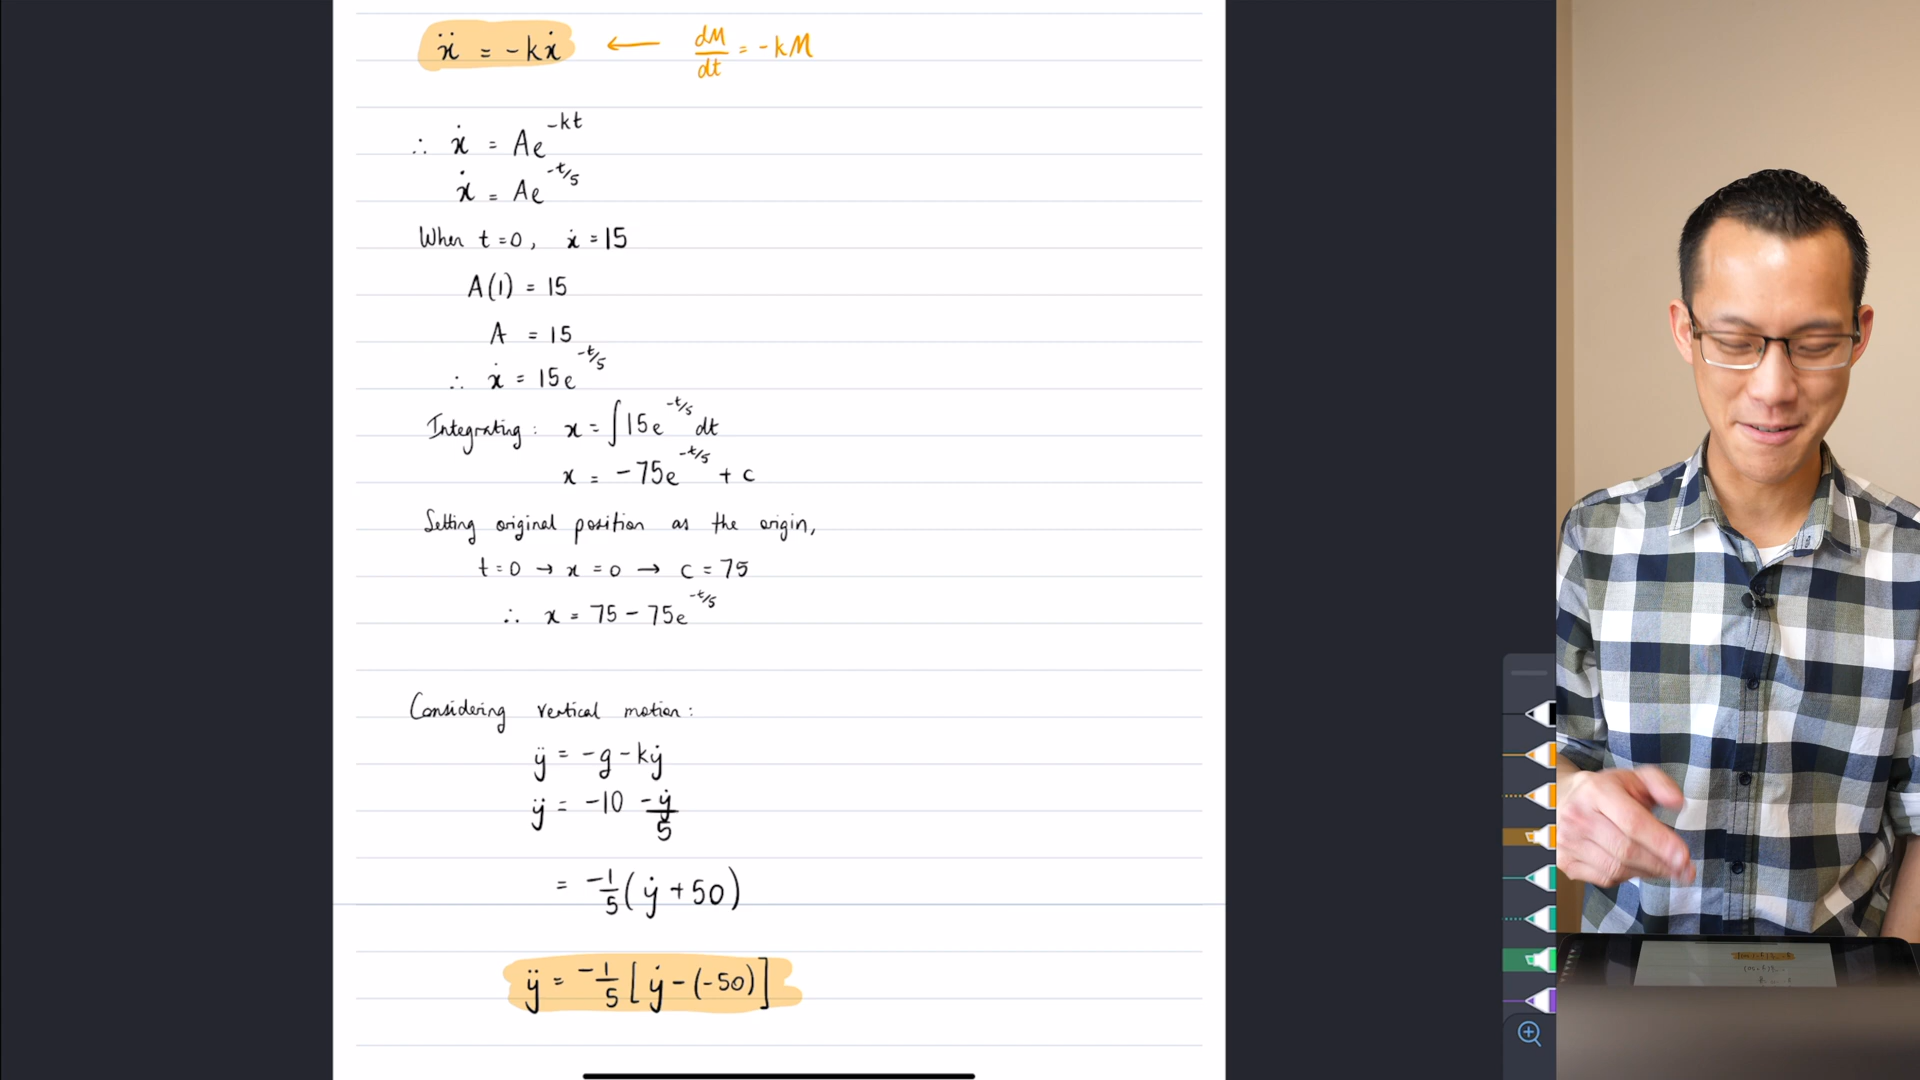 ẍ = -kẋ ← dM/dt = -kM
∴ ẋ = Ae^(-kt)
ẋ = Ae^(-t/5)
When t = 0, ẋ = 15
A(1) = 15
A = 15
∴ ẋ = 15e^(-t/5)
Integrating: x = ∫15e^(-t/5) dt
x = -75e^(-t/5) + c
Setting original position as the origin,
t = 0 → x = 0 → c = 75
∴ x = 75 - 75e^(-t/5)
Considering vertical motion:
ÿ = -g - kẏ
ÿ = -10 - ẏ/5
= -1/5 (ẏ + 50)
ÿ = -1/5 [ẏ - (-50)]